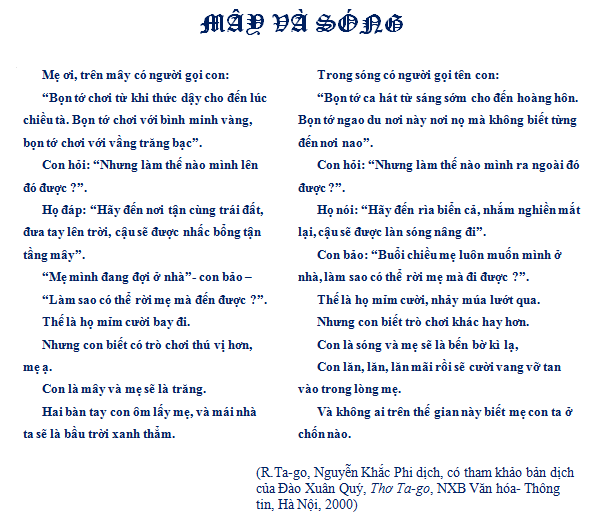 MÂY VÀ SÓNG
Mẹ ơi, trên mây có người gọi con:
“Bọn tớ chơi từ khi thức dậy cho đến lúc
chiều tà. Bọn tớ chơi với bình minh vàng,
bọn tớ chơi với vầng trăng bạc”.
Con hỏi: “Nhưng làm thế nào mình lên
đó được ?”.
Họ đáp: “Hãy đến nơi tận cùng trái đất,
đưa tay lên trời, cậu sẽ được nhấc bổng tận
tầng mây”.
“Mẹ mình đang đợi ở nhà”- con bảo –
“Làm sao có thể rời mẹ mà đến được ?”.
Thế là họ mỉm cười bay đi.
Nhưng con biết có trò chơi thú vị hơn,
mẹ ạ.
Con là mây và mẹ sẽ là trăng.
Hai bàn tay con ôm lấy mẹ, và mái nhà
ta sẽ là bầu trời xanh thẳm.
Trong sóng có người gọi tên con:
“Bọn tớ ca hát từ sáng sớm cho đến hoàng hôn.
Bọn tớ ngao du nơi này nơi nọ mà không biết từng
đến nơi nao”.
Con hỏi: “Nhưng làm thế nào mình ra ngoài đó
được ?”.
Họ nói: “Hãy đến rìa biển cả, nhắm nghiền mắt
lại, cậu sẽ được làn sóng nâng đi”.
Con bảo: “Buổi chiều mẹ luôn muốn mình ở
nhà, làm sao có thể rời mẹ mà đi được ?”.
Thế là họ mỉm cười, nhảy múa lướt qua.
Nhưng con biết trò chơi khác hay hơn.
Con là sóng và mẹ sẽ là bến bờ kì lạ,
Con lăn, lăn, lăn mãi rồi sẽ cười vang vỡ tan
vào trong lòng mẹ.
Và không ai trên thế gian này biết mẹ con ta ở
chốn nào.
(R.Ta-go, Nguyễn Khắc Phi dịch, có tham khảo bản dịch
của Đào Xuân Quý, Thơ Ta-go, NXB Văn hóa- Thông
tin, Hà Nội, 2000)